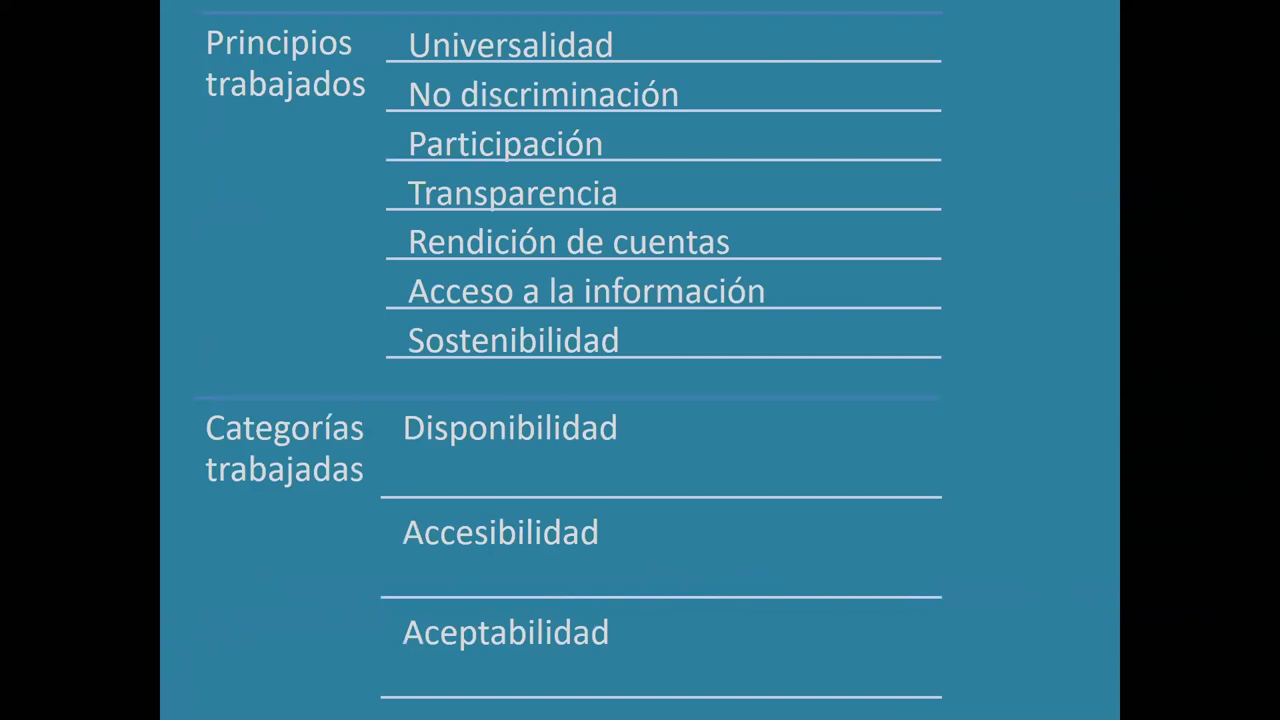 Principios
trabajados
Universalidad
No discriminación
Participación
Transparencia
Rendición de cuentas
Acceso a la información
Sostenibilidad
Categorías
trabajadas
Disponibilidad
Accesibilidad
Aceptabilidad